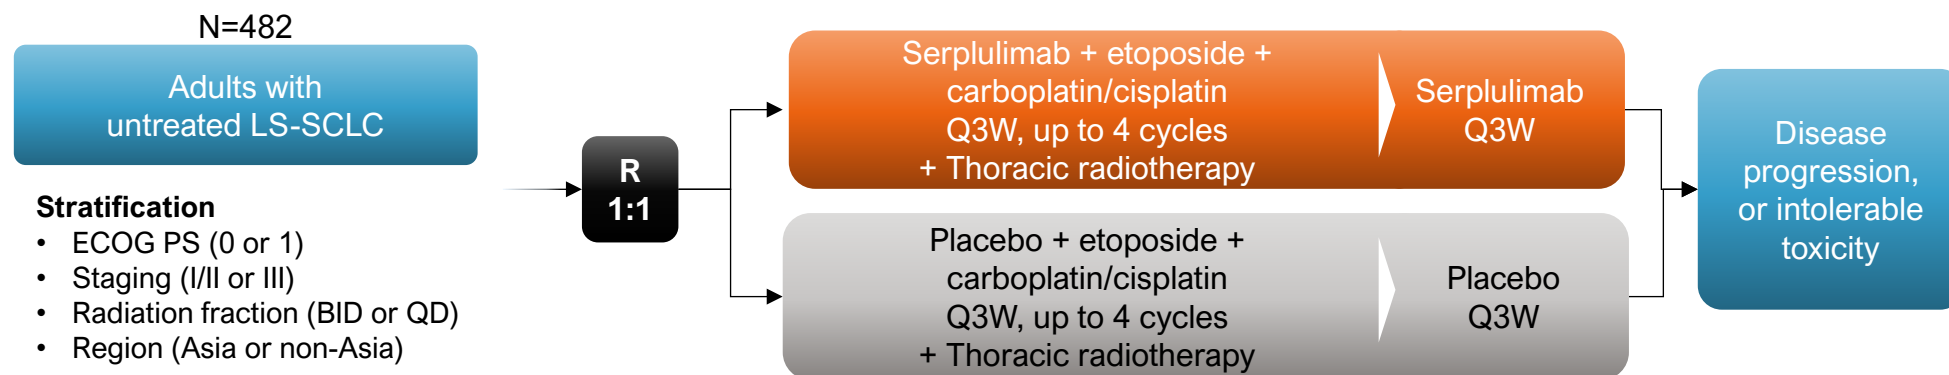 N=482
Adults with
untreated LS-SCLC
Stratification
• ECOG PS (0 or 1)
• Staging (I/II or III)
• Radiation fraction (BID or QD)
• Region (Asia or non-Asia)
R
1:1
Serplulimab + etoposide +
carboplatin/cisplatin
Q3W, up to 4 cycles
+ Thoracic radiotherapy
Serplulimab
Q3W
Placebo + etoposide +
carboplatin/cisplatin
Q3W, up to 4 cycles
+ Thoracic radiotherapy
Placebo
Q3W
Disease
progression,
or intolerable
toxicity